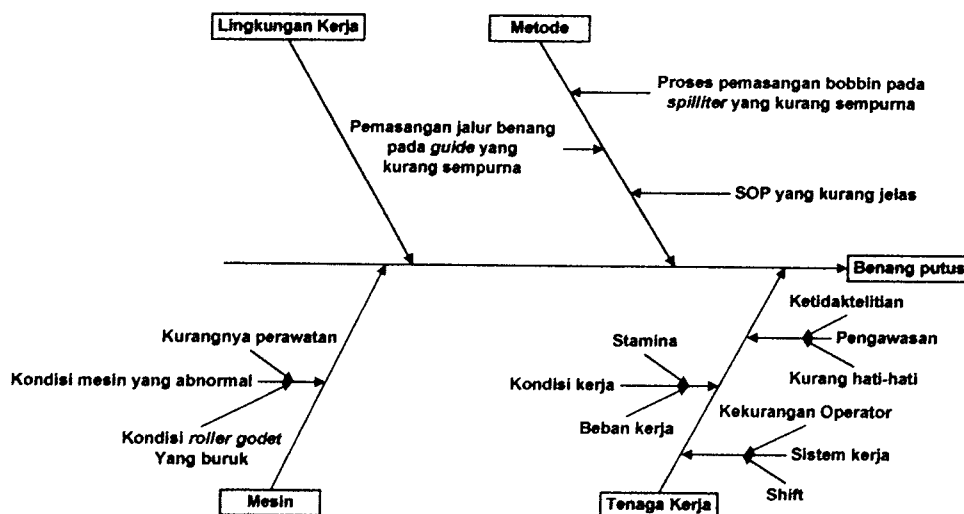 Lingkungan Kerja
Metode
Proses pemasangan bobbin pada
spilliter yang kurang sempurna
Pemasangan jalur benang
pada guide yang
kurang sempurna
SOP yang kurang jelas
Benang putus
Ketidaktelitian
Pengawasan
Kurang hati-hati
Kurangnya perawatan
Kondisi mesin yang abnormal
Kondisi roller godet
Yang buruk
Stamina
Kondisi kerja
Beban kerja
Kekurangan Operator
Sistem kerja
Shift
Mesin
Tenaga Kerja